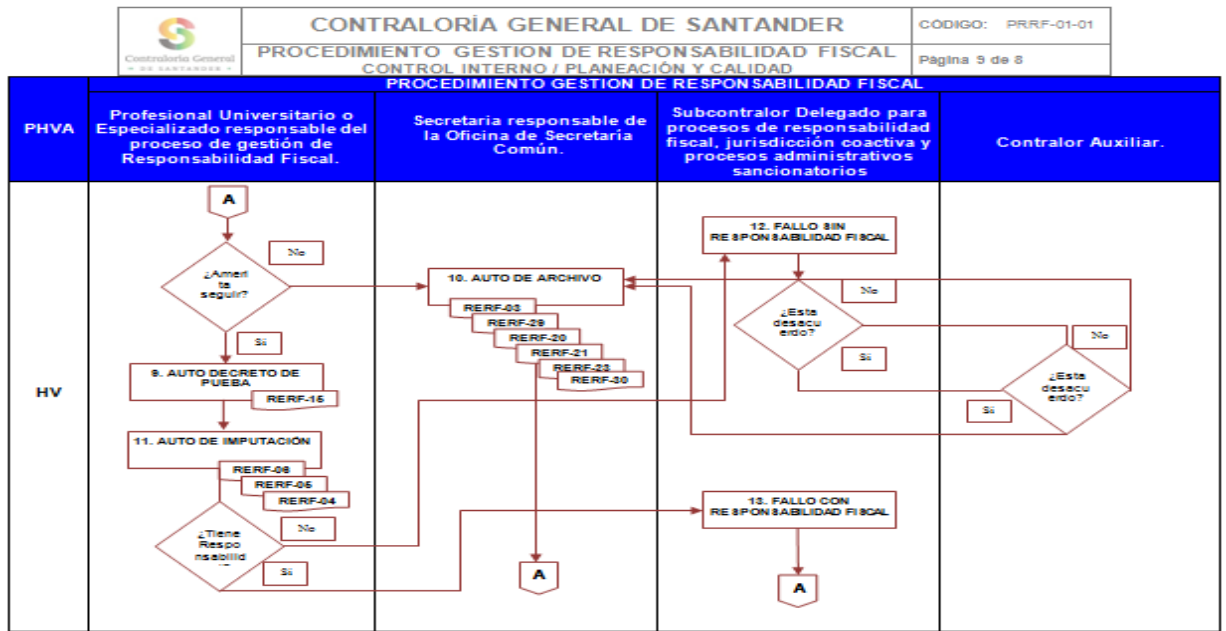 Contraloría General
DE SANTANDER
CONTRALORÍA GENERAL DE SANTANDER
CÓDIGO: PRRF-01-01
PROCEDIMIENTO GESTION DE RESPONSABILIDAD FISCAL
CONTROL INTERNO / PLANEACIÓN Y CALIDAD
Página 9 de 8
PROCEDIMIENTO GESTION DE RESPONSABILIDAD FISCAL
PHVA
Profesional Universitario o
Especializado responsable del
proceso de gestión de
Responsabilidad Fiscal.
Secretaria responsable de
la Oficina de Secretaría
Común.
Subcontralor Delegado para
procesos de responsabilidad
fiscal, jurisdicción coactiva y
procesos administrativos
sancionatorios
Contralor Auxiliar.
HV
A
¿Ameri
ta
seguir?
No
Si
9. AUTO DECRETO DE
PUEBA
RERF-15
11. AUTO DE IMPUTACIÓN
RERF-06
RERF-05
RERF-04
¿Tiene
Respo
nsabilid
No
Si
10. AUTO DE ARCHIVO
RERF-03
RERF-29
RERF-20
RERF-21
RERF-23
RERF-30
A
12. FALLO SIN
RESPONSABILIDAD FISCAL
¿Esta
desacu
erdo?
No
Si
13. FALLO CON
RESPONSABILIDAD FISCAL
A
¿Esta
desacu
erdo?
No
Si